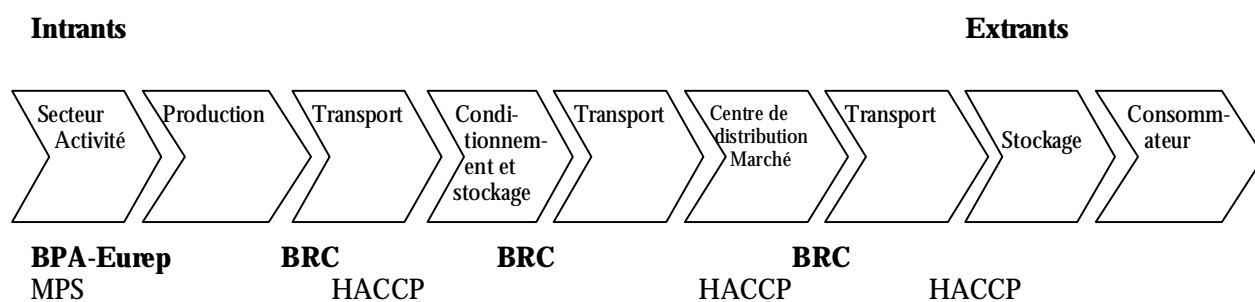 Intrants Extrants
Secteur
Activité
Production
Transport
Condi-
tionnem-
ent et
stockage
Transport
Centre de
distribution
Marché
Transport
Stockage
Consomm-
ateur
BPA-Eurep BRC BRC BRC
MPS HACCP HACCP HACCP